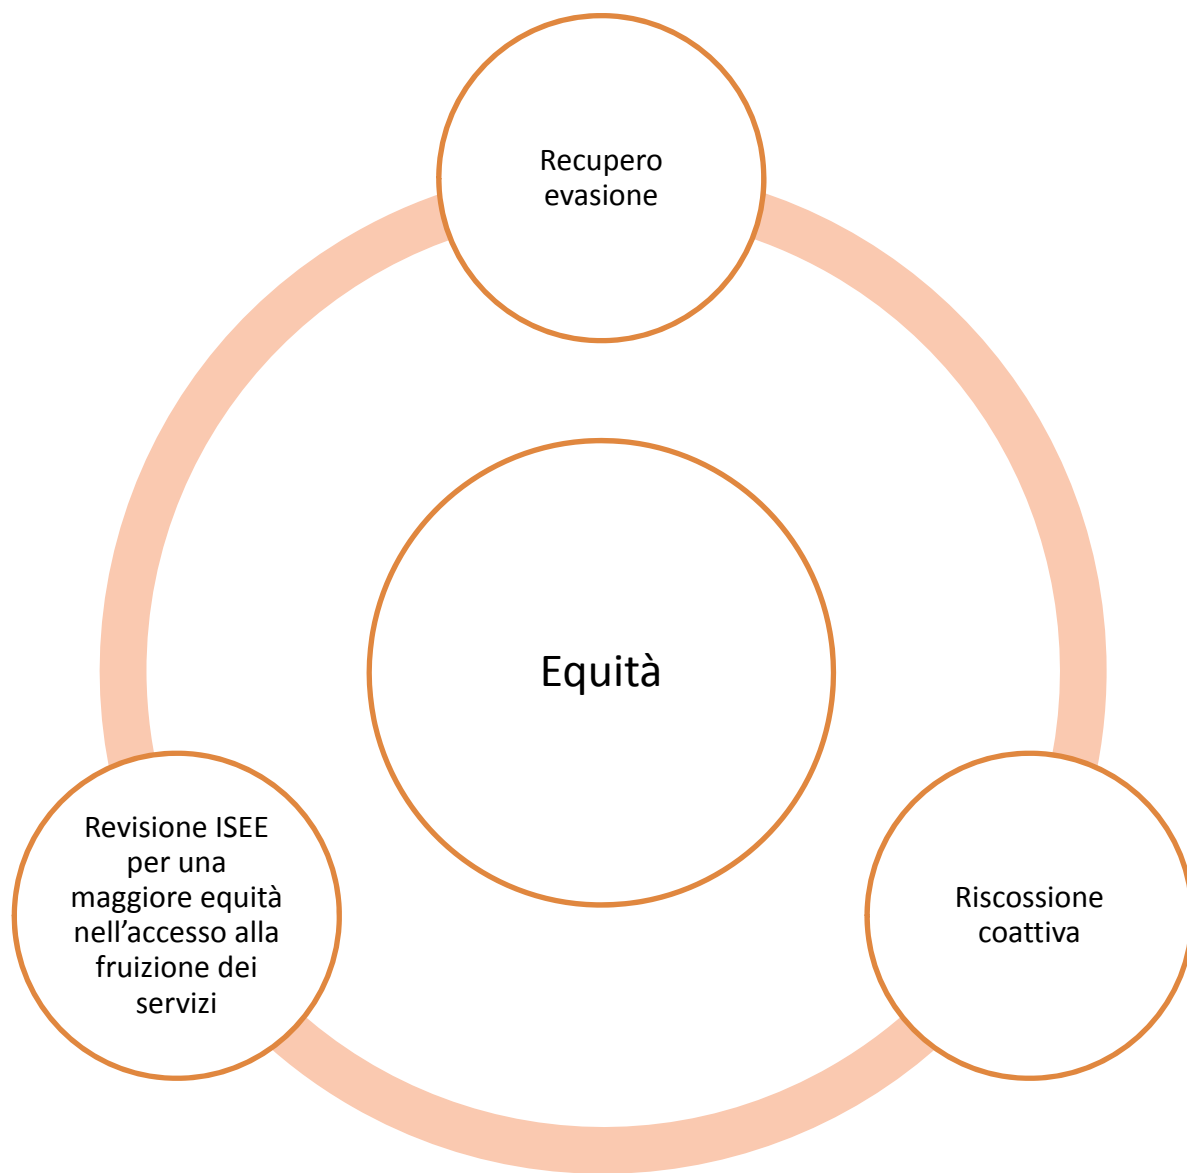 Recupero
evasione
Equità
Revisione ISEE
per una
maggiore equità
nell’accesso alla
fruizione dei
servizi
Riscossione
coattiva